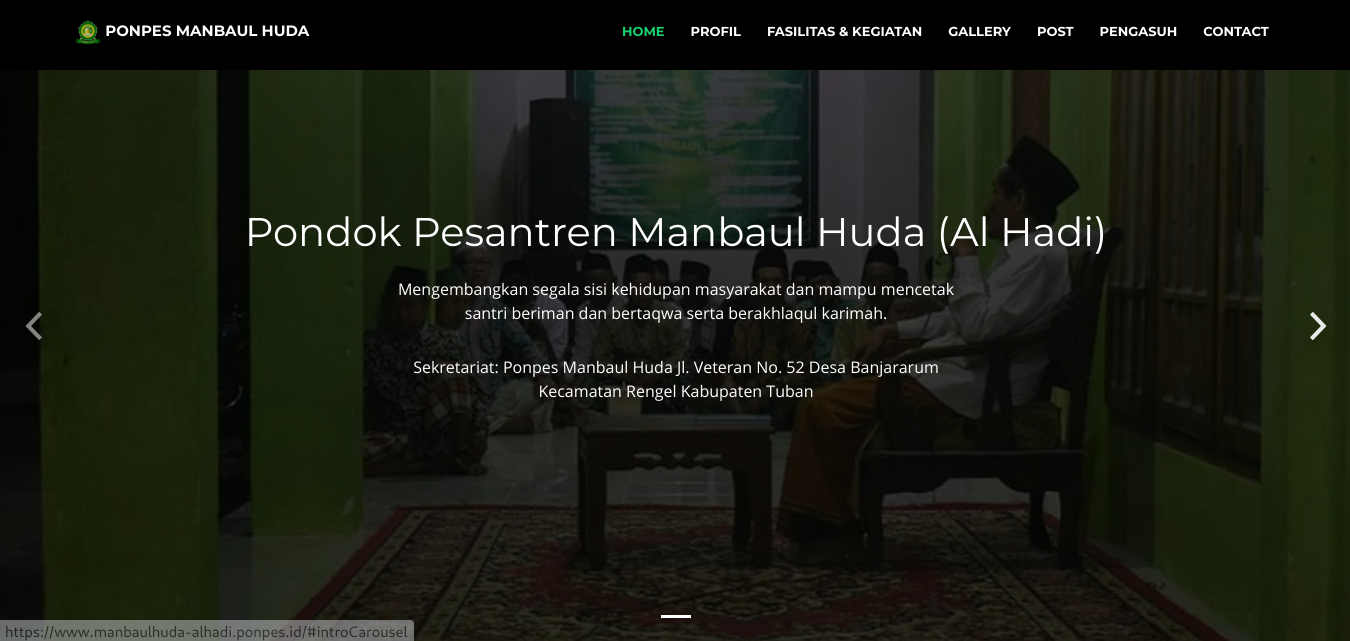 PONPES MANBAUL HUDA
HOME PROFIL FASILITAS & KEGIATAN GALLERY POST PENGASUH CONTACT
Pondok Pesantren Manbaul Huda (Al Hadi)
Mengembangkan segala sisi kehidupan masyarakat dan mampu mencetak
santri beriman dan bertaqwa serta berakhlaqul karimah.
Sekretariat: Ponpes Manbaul Huda Jl. Veteran No. 52 Desa Banjararum
Kecamatan Rengel Kabupaten Tuban
https://www.manbaulhuda-alhadi.ponpes.id/#introCarousel